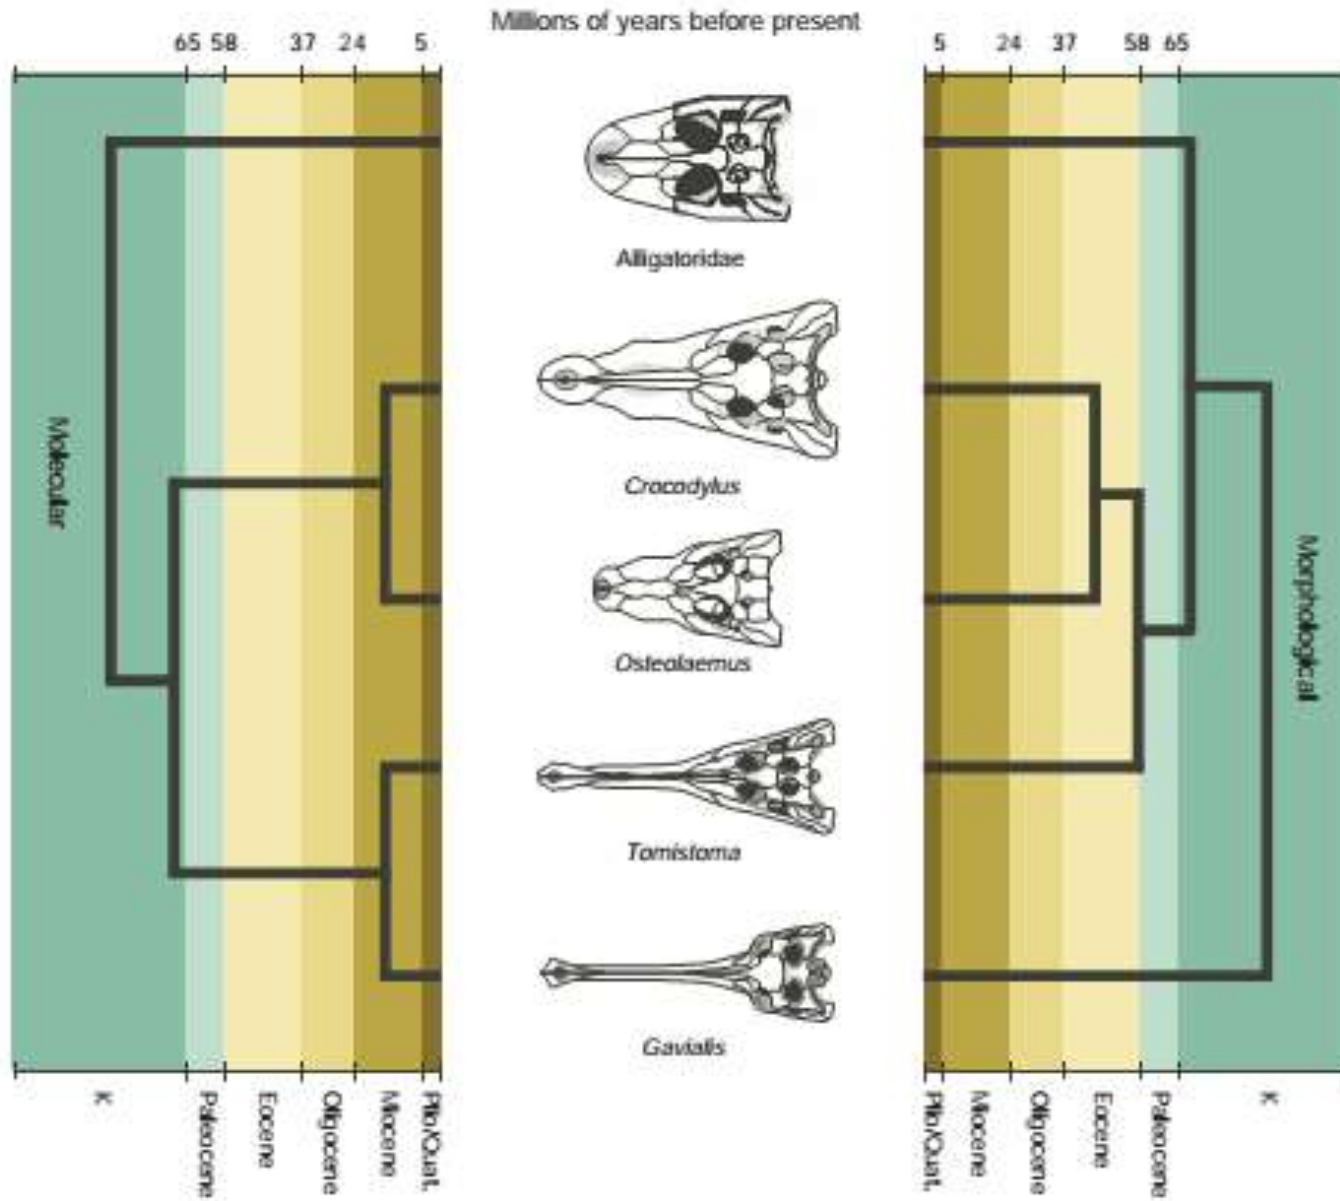 Millions of years before present
65 58 37 24 5
5 24 37 58 65
Alligatoridae
Crocodylus
Molecular
Osteolaemus
Morphological
Tomistoma
Gavialis
K
Paleocene
Eocene
Oligocene
Miocene
Plio/Quat.
Plio/Quat.
Miocene
Oligocene
Eocene
Paleocene
K